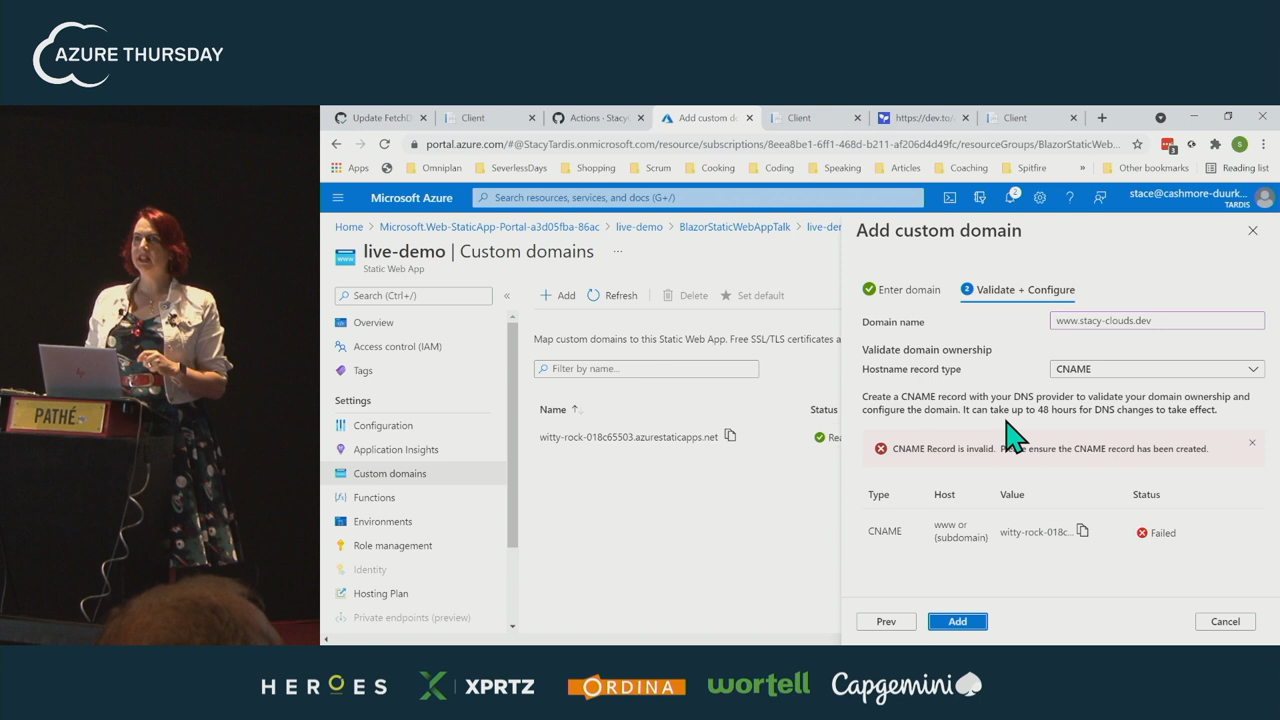 AZURE THURSDAY
PATHÉ
Update FetchD
Client
Actions · Stacy
Add custom do
Client
https://dev.to/
Client
portal.azure.com/#@StacyTardis.onmicrosoft.com/resource/subscriptions/8eea8be1-6ff1-468d-b211-af206d4d49fc/resourceGroups/BlazorStaticWeb...
3
S
Apps
Omniplan
SeverlessDays
Shopping
Scrum
Cooking
Coding
Speaking
Articles
Coaching
Spitfire
»
Other bookmarks
Reading list
Microsoft Azure
Search resources, services, and docs (G+/)
2
stace@cashmore-duurk...
TARDIS
Home > Microsoft.Web-StaticApp-Portal-a3d05fba-86ac > live-demo > BlazorStaticWebAppTalk > live-der
live-demo | Custom domains ...
Static Web App
Search (Ctrl+/)
«
Overview
Access control (IAM)
Tags
Settings
Configuration
Application Insights
Custom domains
Functions
Environments
Role management
Identity
Hosting Plan
Private endpoints (preview)
Add
Refresh
Delete
Set default
Map custom domains to this Static Web App. Free SSL/TLS certificates a
Filter by name...
Name
Status
witty-rock-018c65503.azurestaticapps.net
Rea
Add custom domain
Enter domain
2 Validate + Configure
Domain name
www.stacy-clouds.dev
Validate domain ownership
Hostname record type
CNAME
Create a CNAME record with your DNS provider to validate your domain ownership and
configure the domain. It can take up to 48 hours for DNS changes to take effect.
CNAME Record is invalid. ensure the CNAME record has been created.
Type
Host
Value
Status
CNAME
www or
{subdomain}
witty-rock-018c...
Failed
Prev
Add
Cancel
HEROES
XPRTZ
ORDINA
wortell
Capgemini